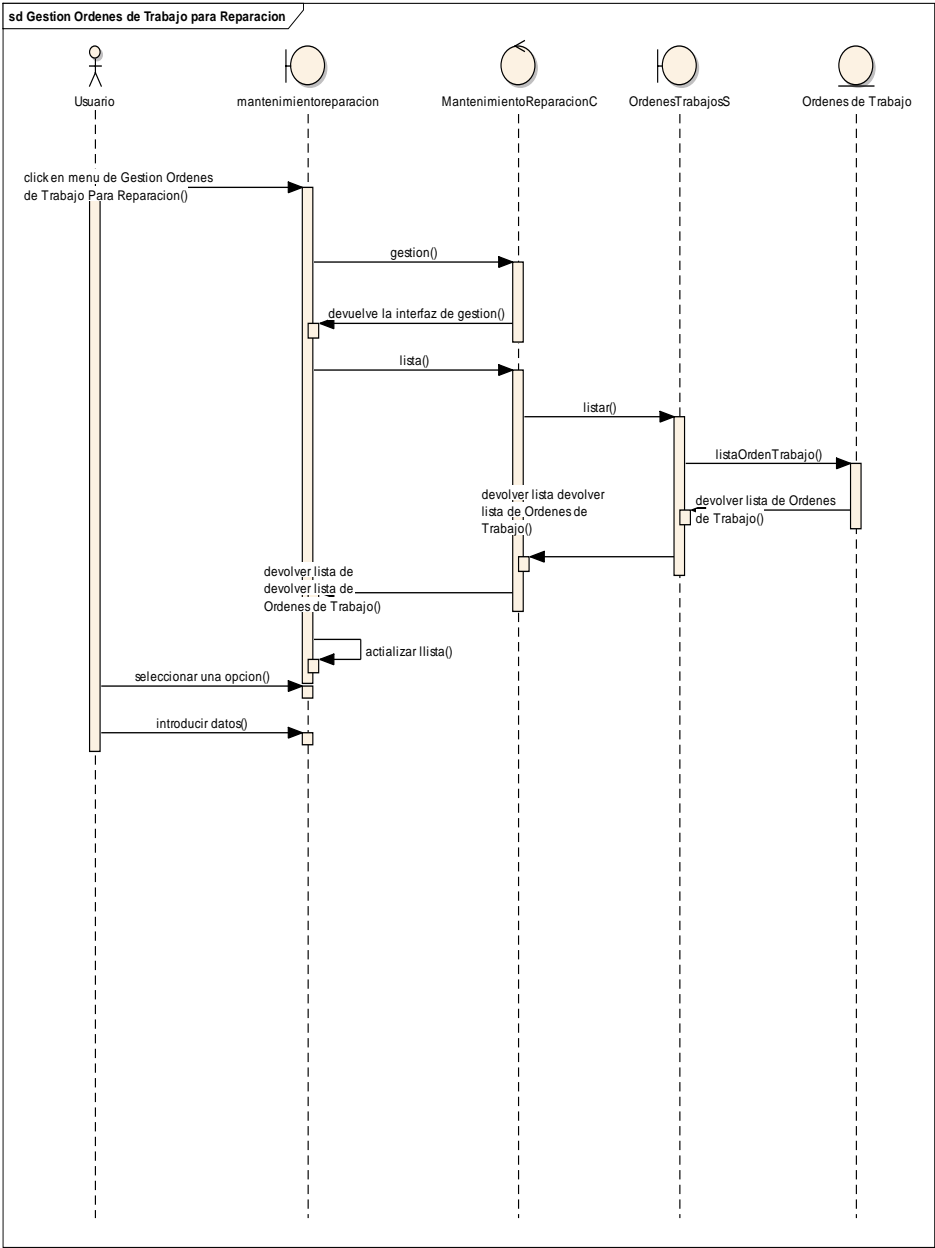 sd Gestion Ordenes de Trabajo para Reparacion
Usuario
mantenimientoreparacion
MantenimientoReparacionC
OrdenesTrabajosS
Ordenes de Trabajo
click en menu de Gestion Ordenes
de Trabajo Para Reparacion()
gestion()
devuelve la interfaz de gestion()
lista()
listar()
listaOrdenTrabajo()
devolver lista de Ordenes
de Trabajo()
devolver lista devolver
lista de Ordenes de
Trabajo()
devolver lista de
devolver lista de
Ordenes de Trabajo()
actializar llista()
seleccionar una opcion()
introducir datos()